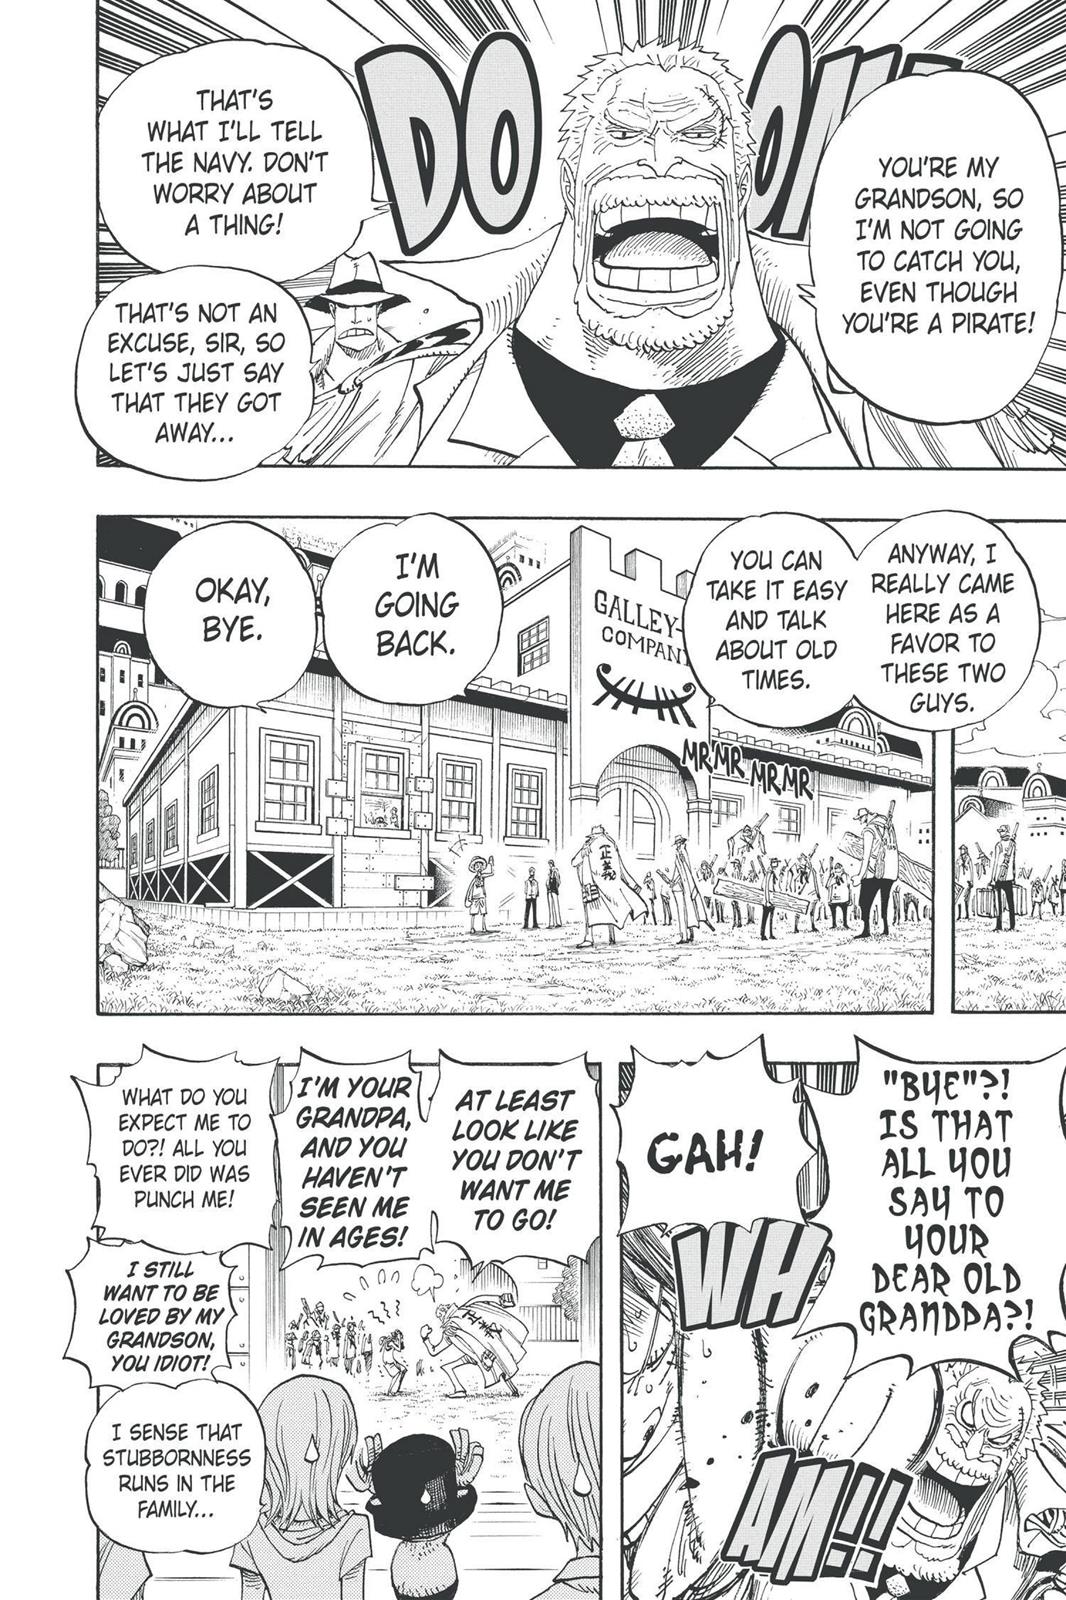 YOU'RE MY
GRANDSON, SO
I'M NOT GOING
TO CATCH YOU,
EVEN THOUGH
YOU'RE A PIRATE!
DO
THAT'S
WHAT I'LL TELL
THE NAVY. DON'T
WORRY ABOUT
A THING!
THAT'S NOT AN
EXCUSE, SIR, SO
LET'S JUST SAY
THAT THEY GOT
AWAY...
ANYWAY, I
REALLY CAME
HERE AS A
FAVOR TO
THESE TWO
GUYS.
YOU CAN
TAKE IT EASY
AND TALK
ABOUT OLD
TIMES.
GALLEY-
COMPANY
MR MR MR MR
正義
I'M
GOING
BACK.
OKAY,
BYE.
"BYE"?!
IS THAT
ALL YOU
SAY TO
YOUR
DEAR OLD
GRANDPA?!
GAH!
WH
AM!!
AT LEAST
LOOK LIKE
YOU DON'T
WANT ME
TO GO!
I'M YOUR
GRANDPA,
AND YOU
HAVEN'T
SEEN ME
IN AGES!
WHAT DO YOU
EXPECT ME TO
DO?! ALL YOU
EVER DID WAS
PUNCH ME!
I STILL
WANT TO BE
LOVED BY MY
GRANDSON,
YOU IDIOT!
I SENSE THAT
STUBBORNNESS
RUNS IN THE
FAMILY...